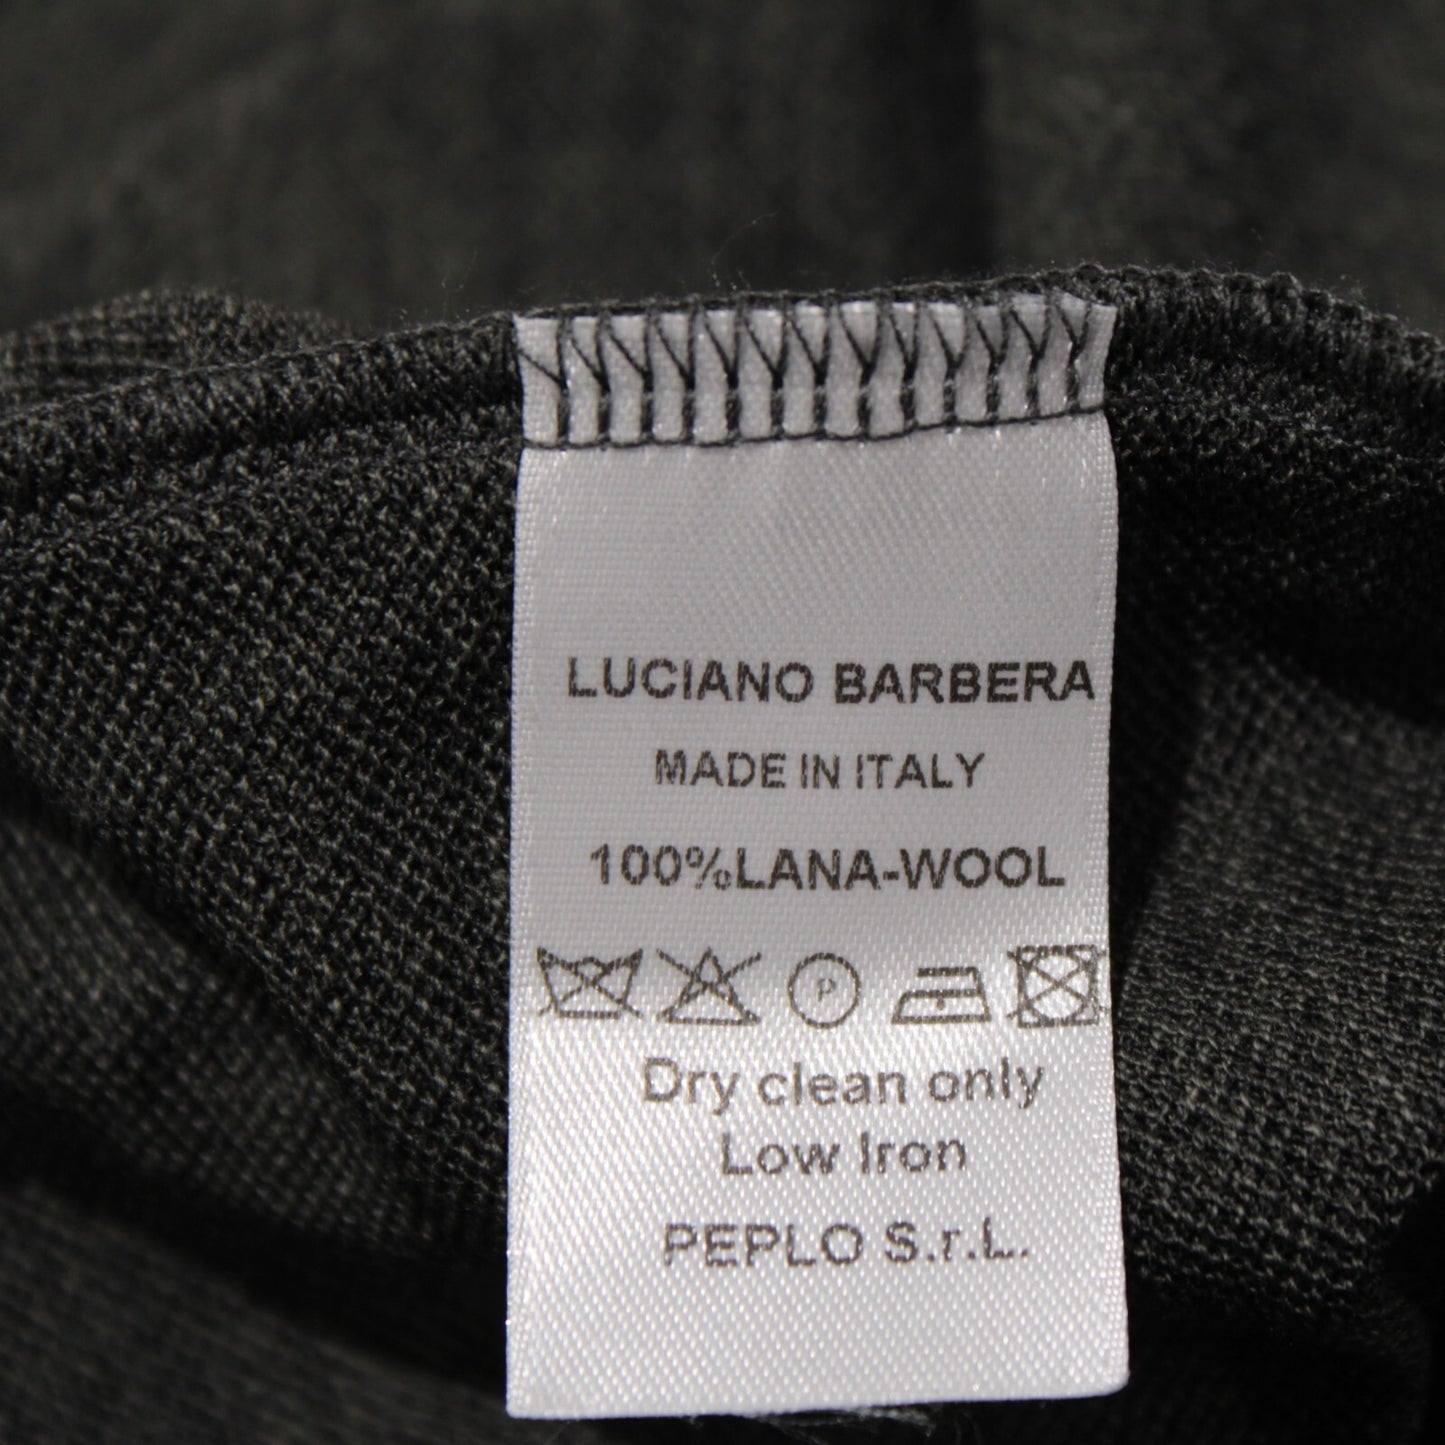 LUCIANO BARBERA
MADE IN ITALY
100%LANA-WOOL
P
Dry clean only
Low Iron
PEPLO S.r.L.